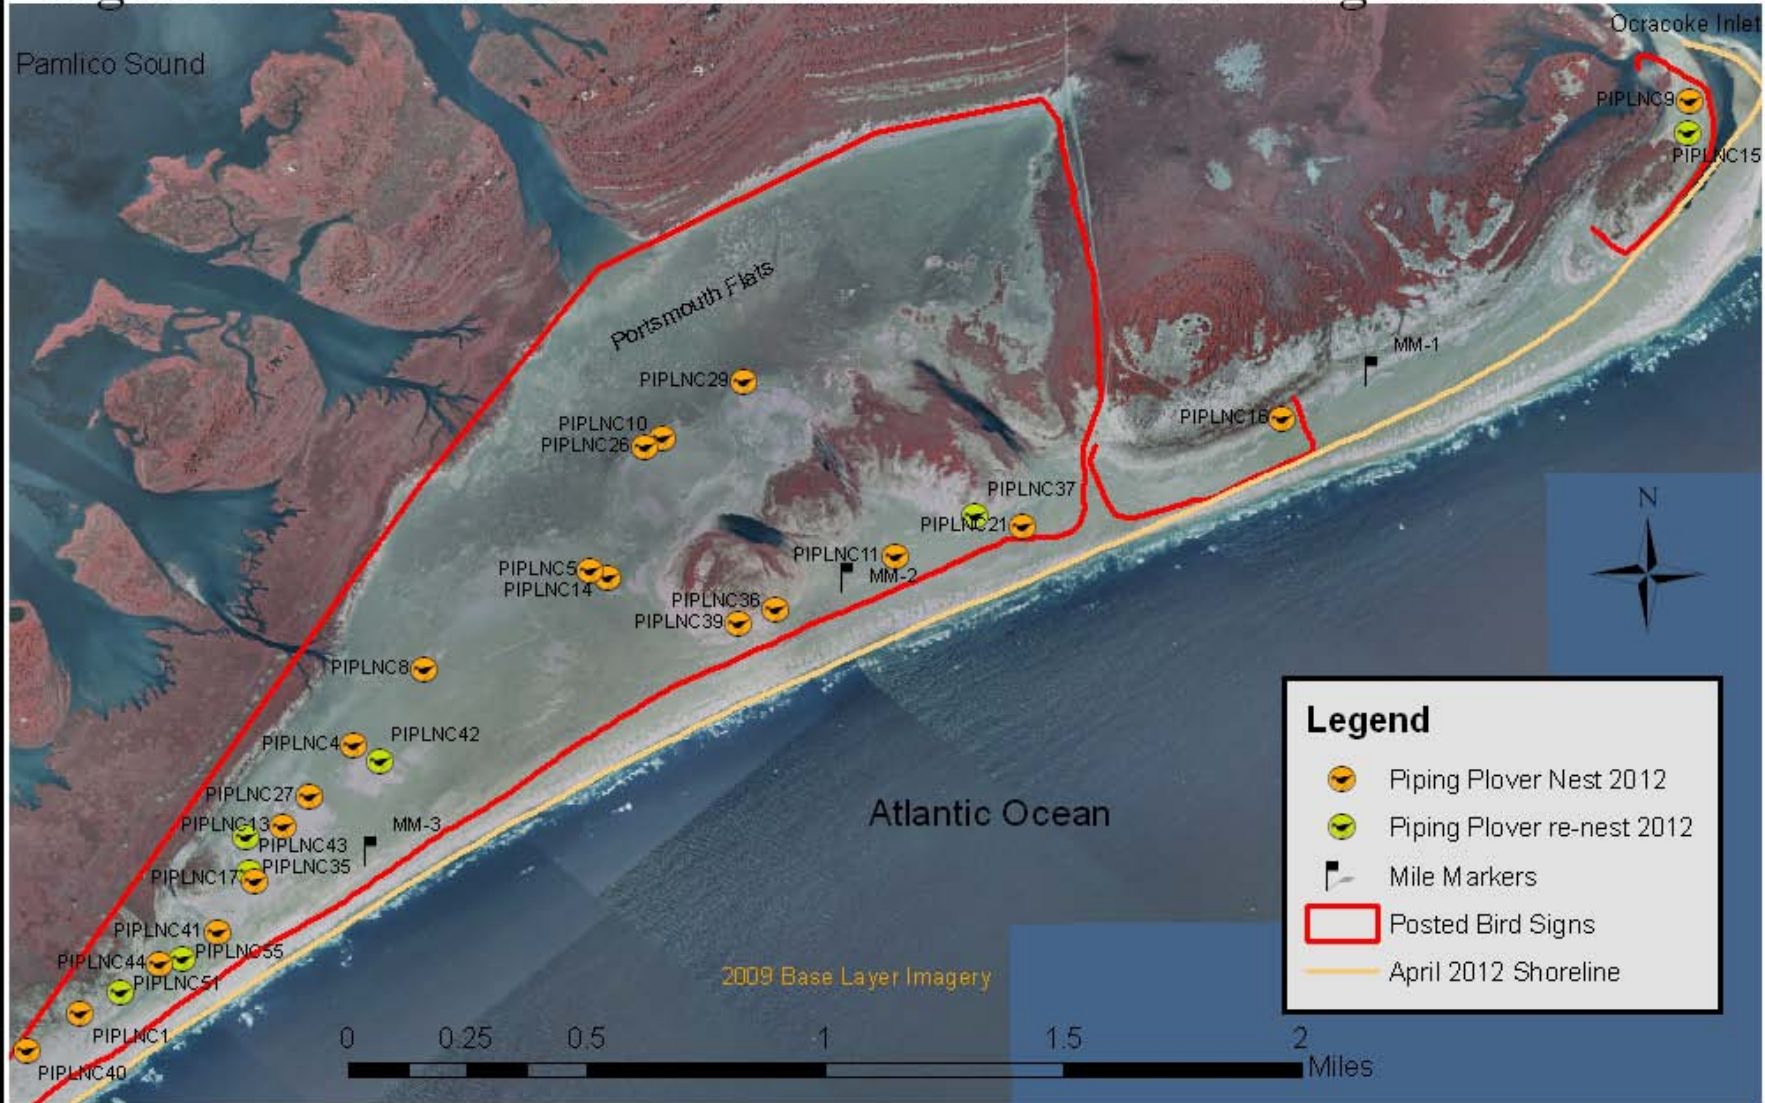 Ocracoke Inlet
Pamlico Sound
PIPLNC9
PIPLNC15
Portsmouth Flats
MM-1
PIPLNC29
PIPLNC16
PIPLNC10
PIPLNC26
PIPLNC37
PIPLNC21
PIPLNC11
MM-2
PIPLNC5
PIPLNC14
PIPLNC36
PIPLNC39
PIPLNC8
PIPLNC42
PIPLNC4
PIPLNC27
PIPLNC13
MM-3
PIPLNC43
PIPLNC35
PIPLNC17
PIPLNC41
PIPLNC55
PIPLNC44
PIPLNC51
PIPLNC1
PIPLNC40
Atlantic Ocean
2009 Base Layer Imagery
N
Legend
Piping Plover Nest 2012
Piping Plover re-nest 2012
Mile Markers
Posted Bird Signs
April 2012 Shoreline
0 0.25 0.5 1 1.5 2
Miles